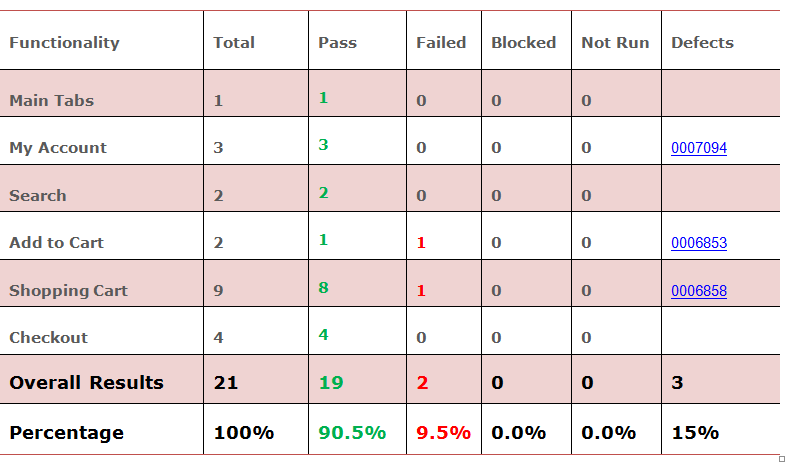 Functionality Total Pass Failed Blocked Not Run Defects
Main Tabs 1 1 0 0 0
My Account 3 3 0 0 0 0007094
Search 2 2 0 0 0
Add to Cart 2 1 1 0 0 0006853
Shopping Cart 9 8 1 0 0 0006858
Checkout 4 4 0 0 0
Overall Results 21 19 2 0 0 3
Percentage 100% 90.5% 9.5% 0.0% 0.0% 15%